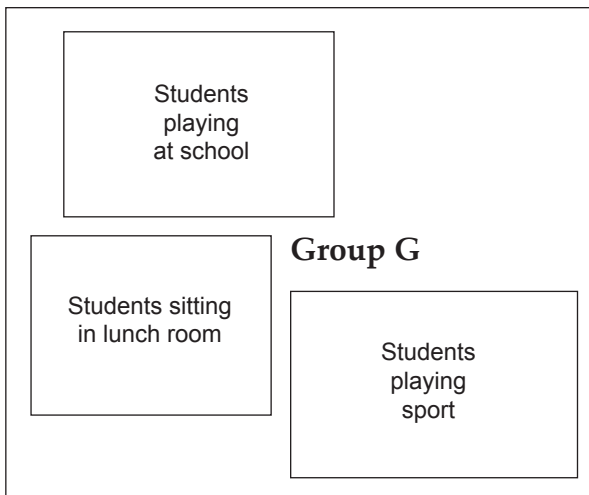 Students
playing
at school
Group G
Students sitting
in lunch room
Students
playing
sport